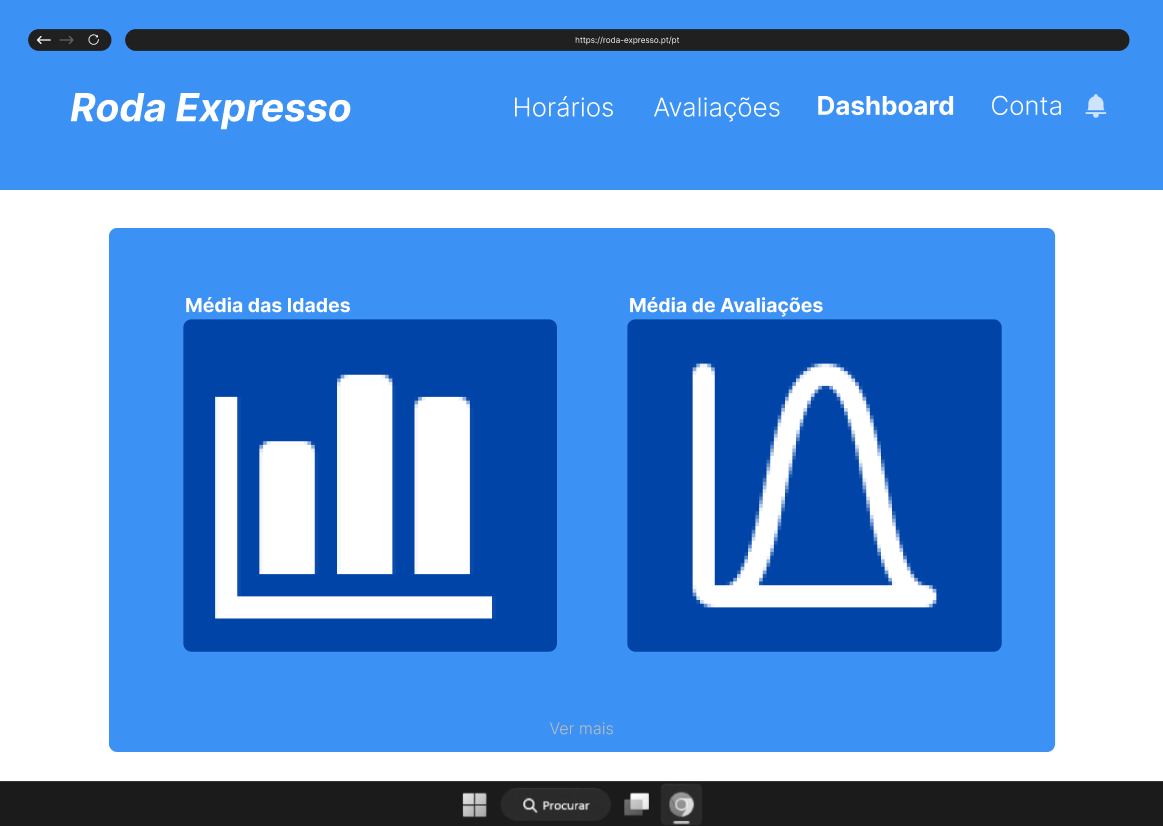 https://roda-expresso.pt/pt
Roda Expresso
Horários
Avaliações
Dashboard
Conta
Média das Idades
Média de Avaliações
Ver mais
Procurar